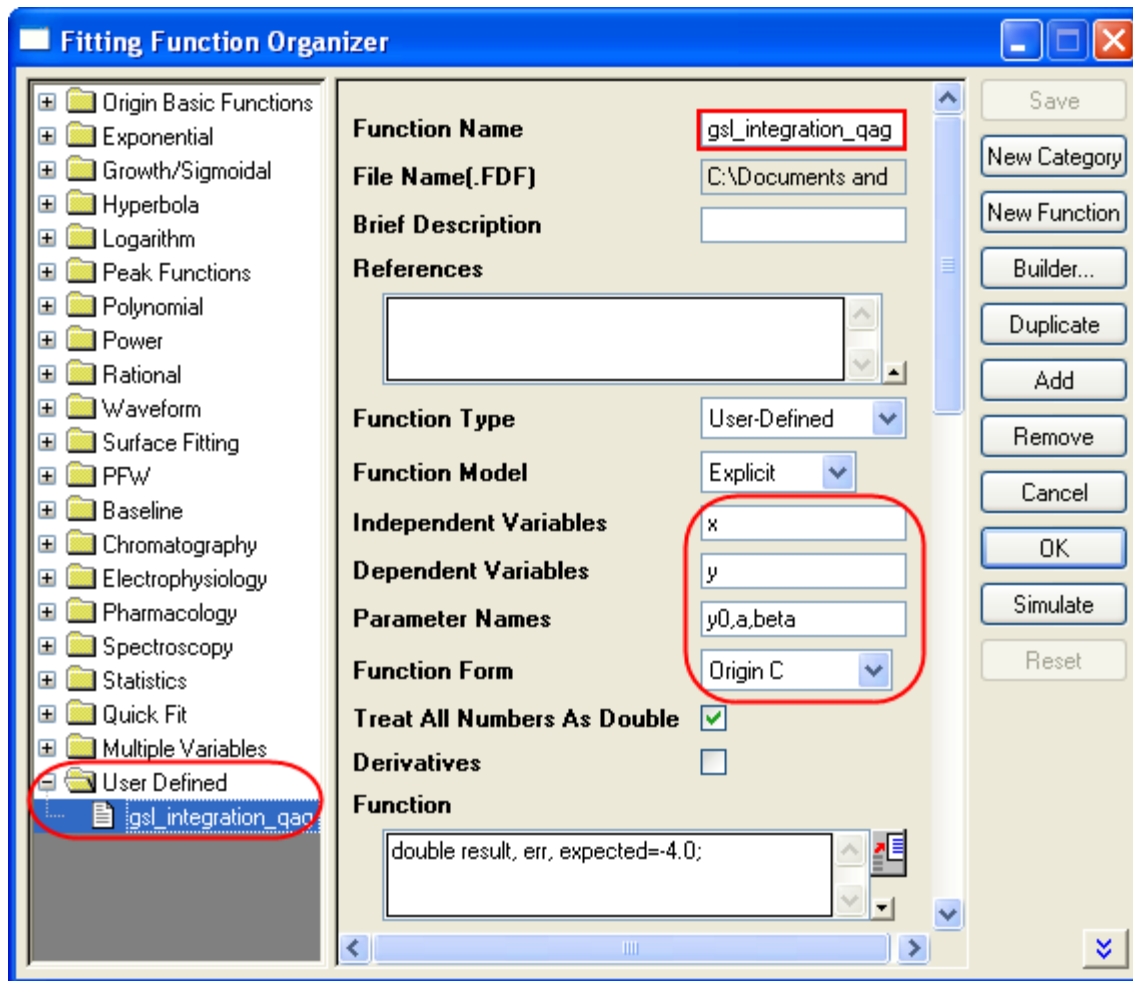 Fitting Function Organizer
Origin Basic Functions
Exponential
Growth/Sigmoidal
Hyperbola
Logarithm
Peak Functions
Polynomial
Power
Rational
Waveform
Surface Fitting
PFW
Baseline
Chromatography
Electrophysiology
Pharmacology
Spectroscopy
Statistics
Quick Fit
Multiple Variables
User Defined
gsl_integration_qag
Function Name gsl_integration_qag
File Name(.FDF) C:\Documents and
Brief Description
References
Function Type User-Defined
Function Model Explicit
Independent Variables x
Dependent Variables y
Parameter Names y0,a,beta
Function Form Origin C
Treat All Numbers As Double
Derivatives
Function
double result, err, expected=-4.0;
Save
New Category
New Function
Builder...
Duplicate
Add
Remove
Cancel
OK
Simulate
Reset